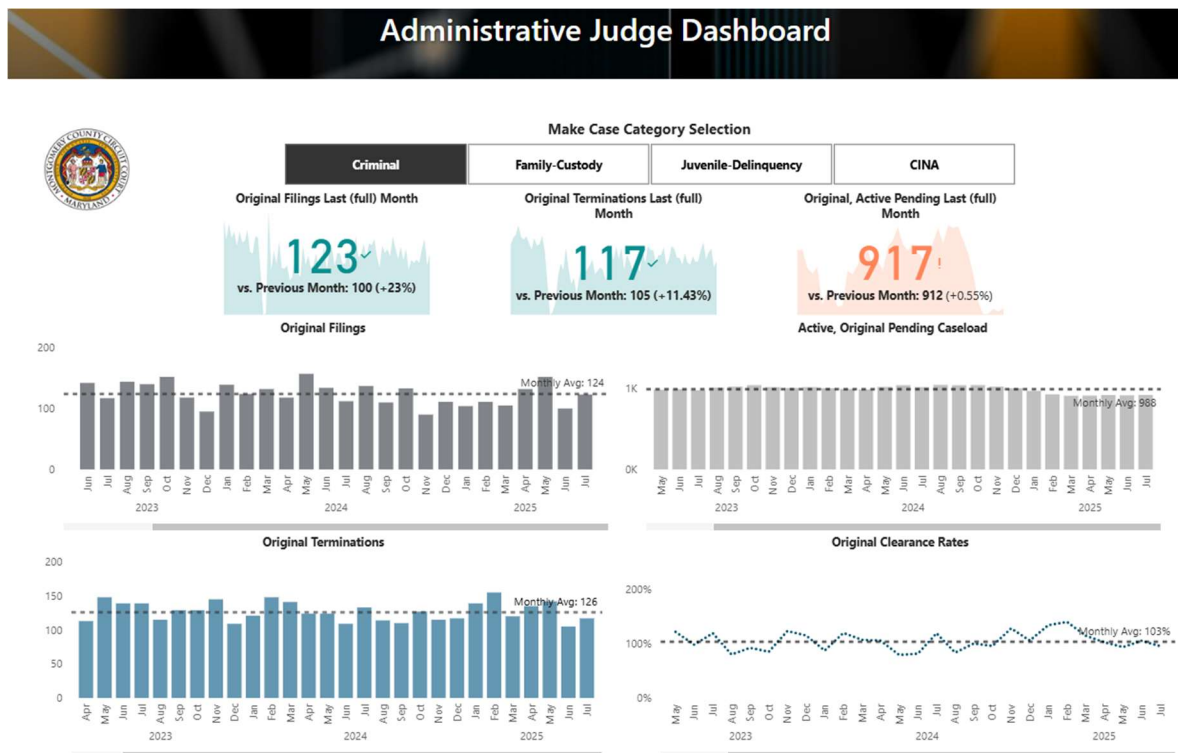 Administrative Judge Dashboard
MONTGOMERY COUNTY CIRCUIT COURT
MARYLAND
Make Case Category Selection
Criminal
Family-Custody
Juvenile-Delinquency
CINA
Original Filings Last (full) Month
123
vs. Previous Month: 100 (+23%)
Original Terminations Last (full)
Month
117
vs. Previous Month: 105 (+11.43%)
Original, Active Pending Last (full)
Month
917!
vs. Previous Month: 912 (+0.55%)
Original Filings
200
100
0
Monthly Avg: 124
Jun Jul Aug Sep Oct Nov Dec Jan Feb Mar Apr May Jun Jul Aug Sep Oct Nov Dec Jan Feb Mar Apr May Jun Jul
2023 2024 2025
Active, Original Pending Caseload
1K
0K
Monthly Avg: 988
May Jun Jul Aug Sep Oct Nov Dec Jan Feb Mar Apr May Jun Jul Aug Sep Oct Nov Dec Jan Feb Mar Apr May Jun Jul
2023 2024 2025
Original Terminations
200
150
100
50
0
Monthly Avg: 126
Apr May Jun Jul Aug Sep Oct Nov Dec Jan Feb Mar Apr May Jun Jul Aug Sep Oct Nov Dec Jan Feb Mar Apr May Jun Jul
2023 2024 2025
Original Clearance Rates
200%
100%
0%
Monthly Avg: 103%
May Jun Jul Aug Sep Oct Nov Dec Jan Feb Mar Apr May Jun Jul Aug Sep Oct Nov Dec Jan Feb Mar Apr May Jun Jul
2023 2024 2025